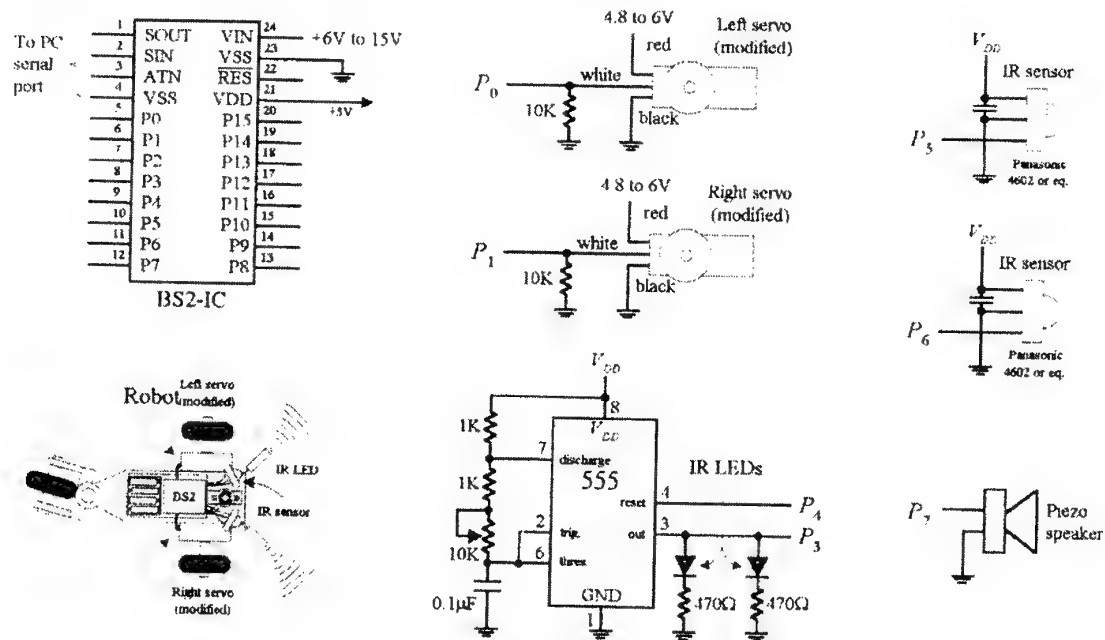 To PC
serial
port
1 SOUT VIN 24 +6V to 15V
2 SIN VSS 23
3 ATN RES 22
4 VSS VDD 21 +5V
5 P0 P15 20
6 P1 P14 19
7 P2 P13 18
8 P3 P12 17
9 P4 P11 16
10 P5 P10 15
11 P6 P9 14
12 P7 P8 13
BS2-IC
4.8 to 6V
red
Left servo
(modified)
P0
white
10K
black
4.8 to 6V
red
Right servo
(modified)
P1
white
10K
black
VDD
IR sensor
P5
Panasonic
4602 or eq.
VDD
IR sensor
P6
Panasonic
4602 or eq.
Robot
Left servo
(modified)
IR LED
BS2
IR sensor
Right servo
(modified)
VDD
8
VDD
1K
7
discharge
555
1K
reset
4
P4
2
trig.
out
3
P3
10K
6
thres
GND
1
0.1µF
IR LEDs
470Ω
470Ω
P7
Piezo
speaker